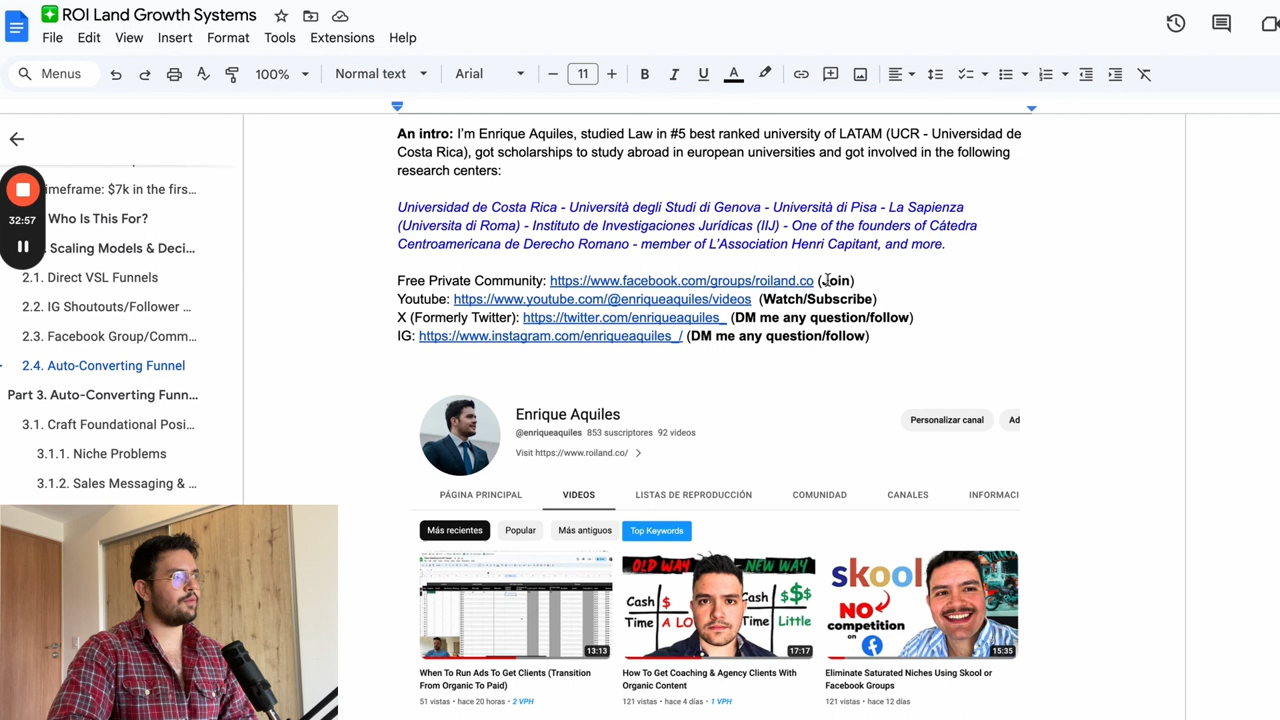 ROI Land Growth Systems
File Edit View Insert Format Tools Extensions Help
Menus 100% Normal text Arial 11 B I U A
32:57
imeframe: $7k in the firs...
Who Is This For?
Scaling Models & Deci...
2.1. Direct VSL Funnels
2.2. IG Shoutouts/Follower ...
2.3. Facebook Group/Comm...
2.4. Auto-Converting Funnel
Part 3. Auto-Converting Funn...
3.1. Craft Foundational Posi...
3.1.1. Niche Problems
3.1.2. Sales Messaging & ...
An intro: I'm Enrique Aquiles, studied Law in #5 best ranked university of LATAM (UCR - Universidad de
Costa Rica), got scholarships to study abroad in european universities and got involved in the following
research centers:
Universidad de Costa Rica - Università degli Studi di Genova - Università di Pisa - La Sapienza
(Universita di Roma) - Instituto de Investigaciones Jurídicas (IIJ) - One of the founders of Cátedra
Centroamericana de Derecho Romano - member of L'Association Henri Capitant, and more.
Free Private Community: https://www.facebook.com/groups/roiland.co (Join)
Youtube: https://www.youtube.com/@enriqueaquiles/videos (Watch/Subscribe)
X (Formerly Twitter): https://twitter.com/enriqueaquiles_ (DM me any question/follow)
IG: https://www.instagram.com/enriqueaquiles_/ (DM me any question/follow)
Enrique Aquiles
@enriqueaquiles 853 suscriptores 92 videos
Visit https://www.roiland.co/ >
Personalizar canal Ad
PÁGINA PRINCIPAL VIDEOS LISTAS DE REPRODUCCIÓN COMUNIDAD CANALES INFORMACI
Más recientes Popular Más antiguos Top Keywords
13:13
OLD WAY NEW WAY
Cash $ Cash $$$
Time A LO Time Little
17:17
skool
NO
competition
on
15:35
When To Run Ads To Get Clients (Transition
From Organic To Paid)
51 vistas • hace 20 horas • 2 VPH
How To Get Coaching & Agency Clients With
Organic Content
121 vistas • hace 4 días • 1 VPH
Eliminate Saturated Niches Using Skool or
Facebook Groups
121 vistas • hace 12 días